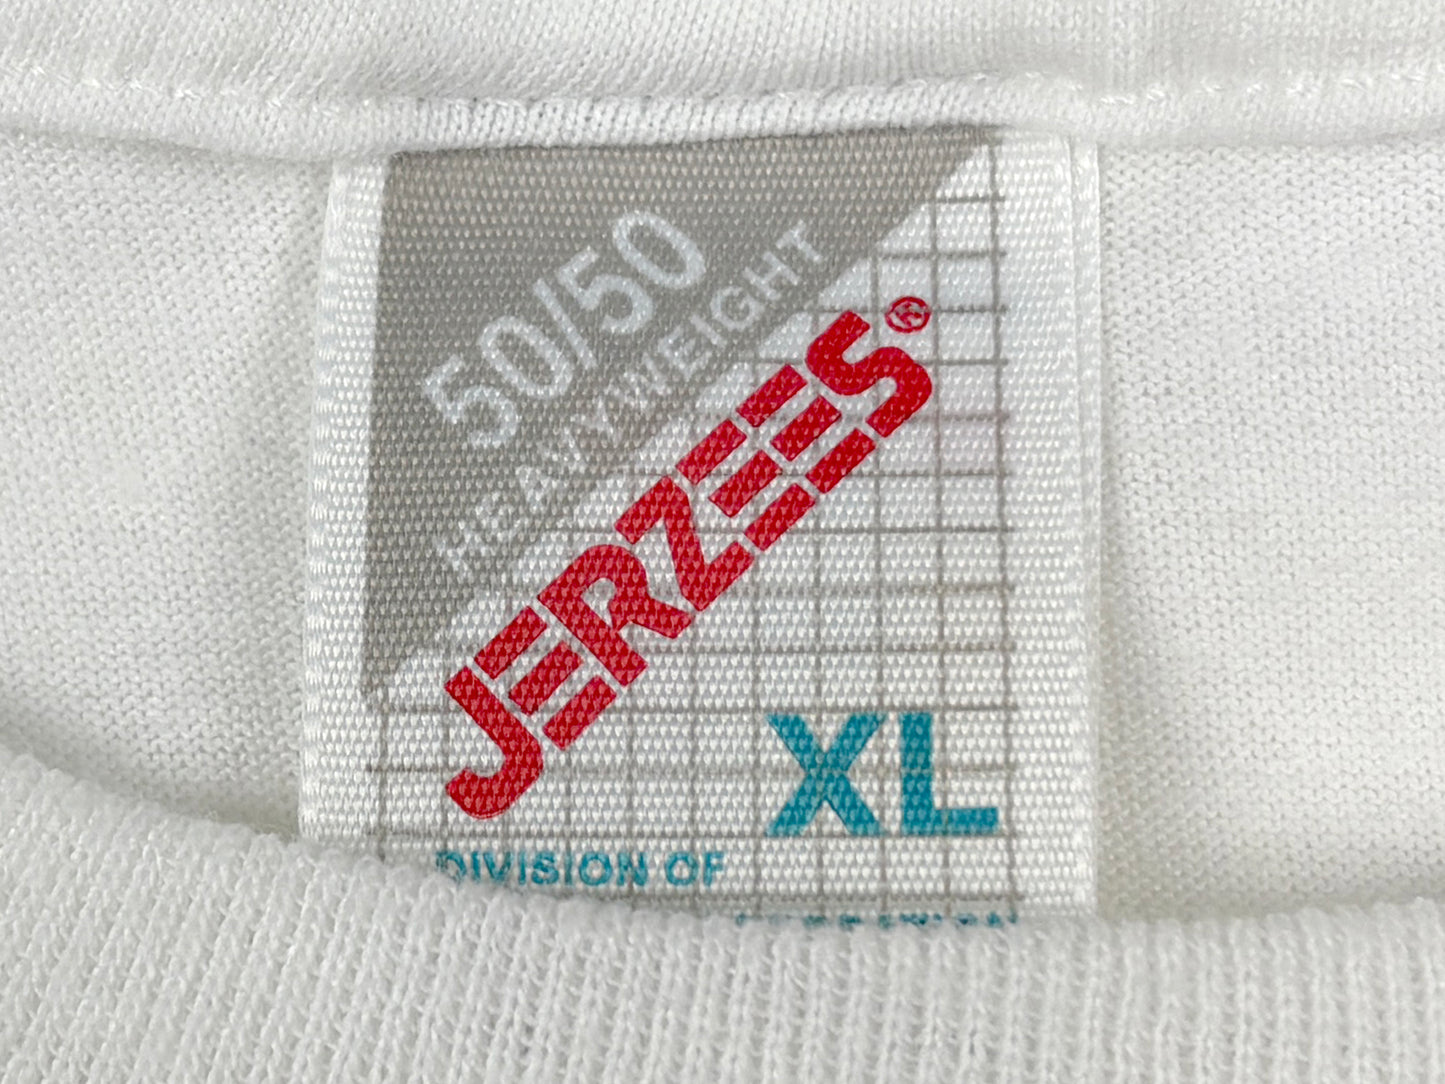 50/50
HEAVYWEIGHT
JERZEES®
XL
DIVISION OF